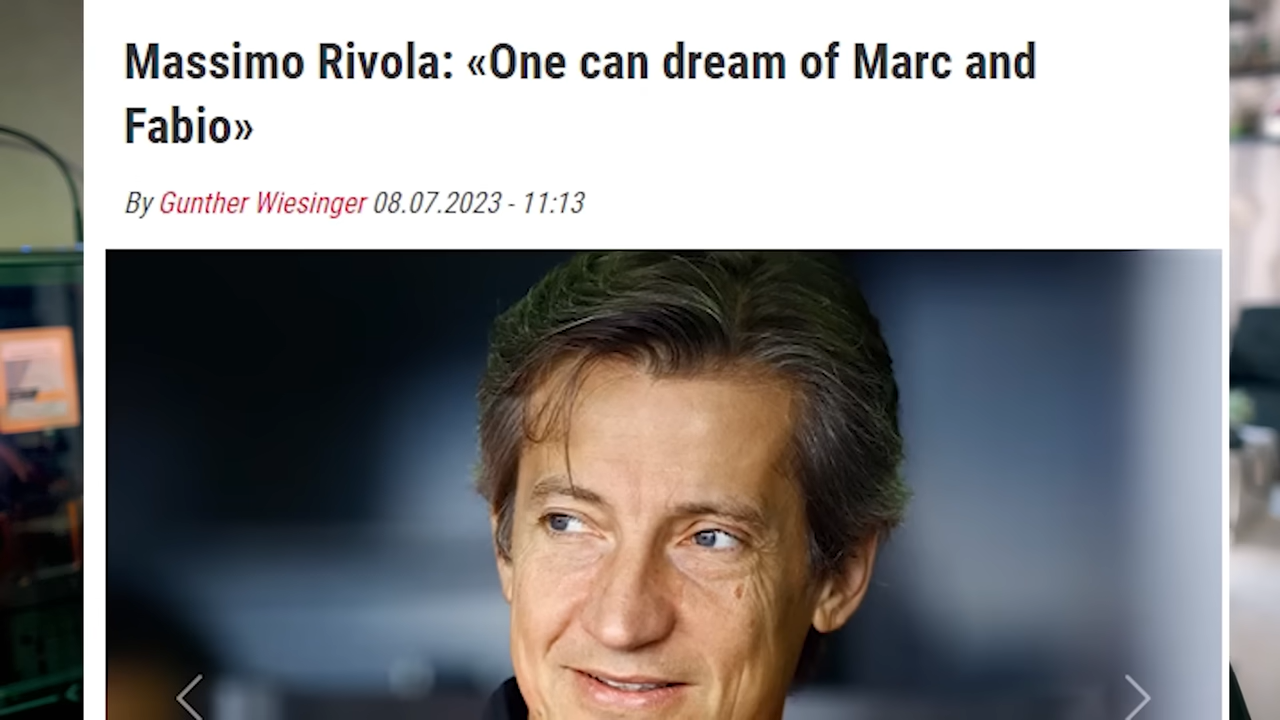 Massimo Rivola: «One can dream of Marc and
Fabio»
By Gunther Wiesinger 08.07.2023 - 11:13